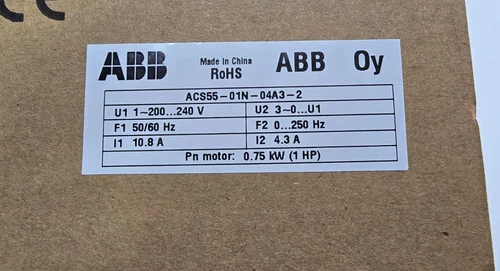 ABB Made in China RoHS ABB Oy
ACS55-01N-04A3-2
U1 1~200...240 V U2 3~0...U1
F1 50/60 Hz F2 0...250 Hz
I1 10.8 A I2 4.3 A
Pn motor: 0.75 kW (1 HP)